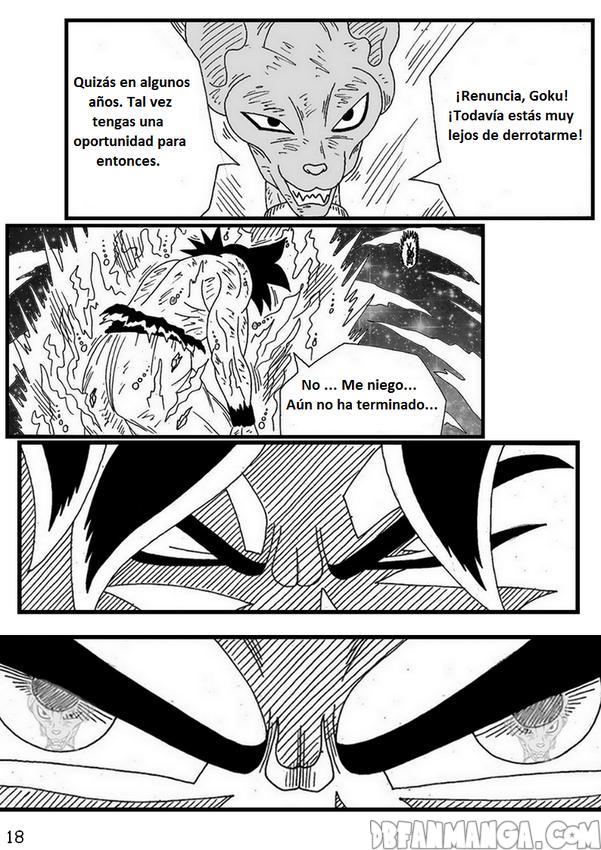 Quizás en algunos
años. Tal vez
tengas una
oportunidad para
entonces.
¡Renuncia, Goku!
¡Todavía estás muy
lejos de derrotarme!
No ... Me niego...
Aún no ha terminado...
18
DBFANMANGA.COM